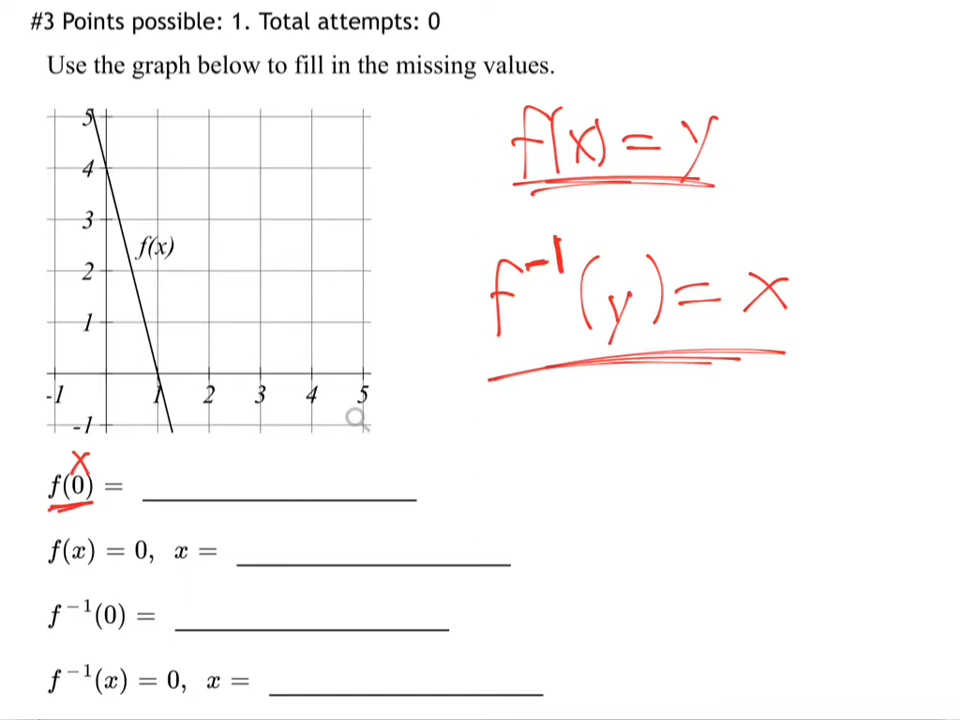 #3 Points possible: 1. Total attempts: 0
Use the graph below to fill in the missing values.
f(x) = y
5
4
3
f(x)
2
f⁻¹(y) = x
1
-1 1 2 3 4 5
-1
x
f(0) =
f(x) = 0, x =
f⁻¹(0) =
f⁻¹(x) = 0, x =